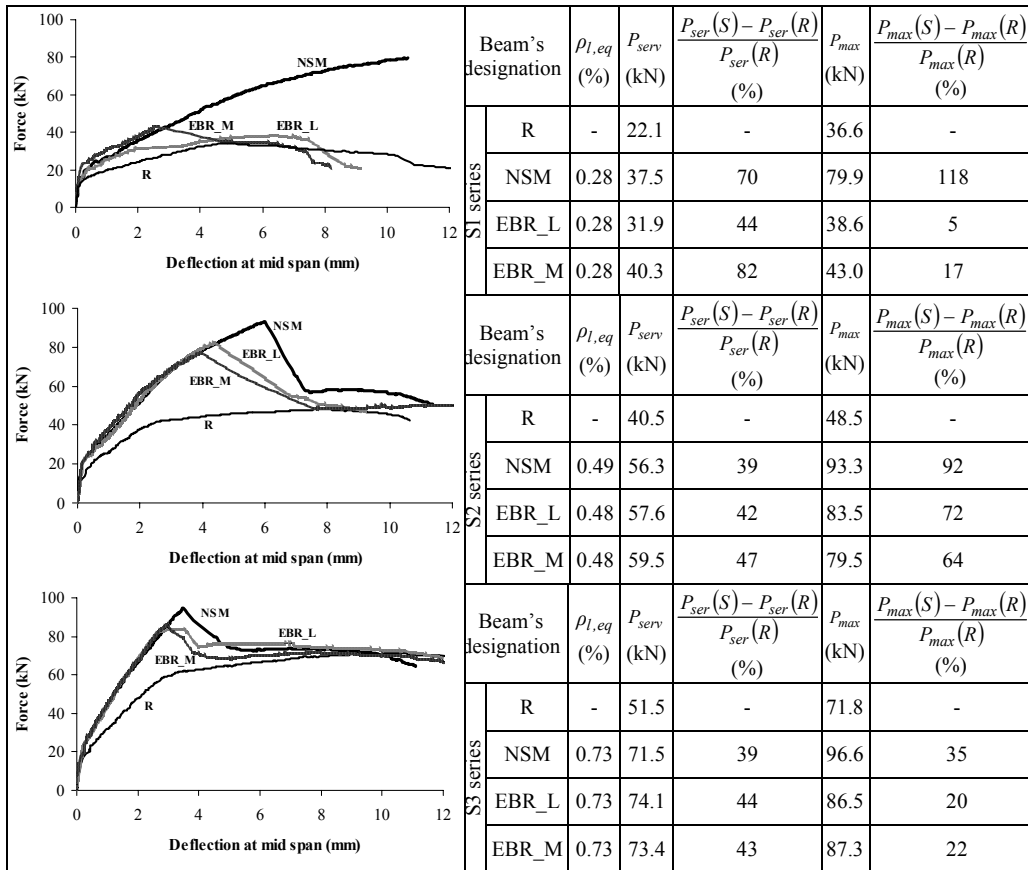 100
80
60
40
20
0
Force (kN)
NSM
EBR_M
EBR_L
R
0 2 4 6 8 10 12
Deflection at mid span (mm)
Beam's designation ρl,eq (%) Pserv (kN) Pser(S) − Pser(R) / Pser(R) (%) Pmax (kN) Pmax(S) − Pmax(R) / Pmax(R) (%)
S1 series
R - 22.1 - 36.6 -
NSM 0.28 37.5 70 79.9 118
EBR_L 0.28 31.9 44 38.6 5
EBR_M 0.28 40.3 82 43.0 17
100
80
60
40
20
0
Force (kN)
NSM
EBR_L
EBR_M
R
0 2 4 6 8 10 12
Deflection at mid span (mm)
Beam's designation ρl,eq (%) Pserv (kN) Pser(S) − Pser(R) / Pser(R) (%) Pmax (kN) Pmax(S) − Pmax(R) / Pmax(R) (%)
S2 series
R - 40.5 - 48.5 -
NSM 0.49 56.3 39 93.3 92
EBR_L 0.48 57.6 42 83.5 72
EBR_M 0.48 59.5 47 79.5 64
100
80
60
40
20
0
Force (kN)
NSM
EBR_L
EBR_M
R
0 2 4 6 8 10 12
Deflection at mid span (mm)
Beam's designation ρl,eq (%) Pserv (kN) Pser(S) − Pser(R) / Pser(R) (%) Pmax (kN) Pmax(S) − Pmax(R) / Pmax(R) (%)
S3 series
R - 51.5 - 71.8 -
NSM 0.73 71.5 39 96.6 35
EBR_L 0.73 74.1 44 86.5 20
EBR_M 0.73 73.4 43 87.3 22